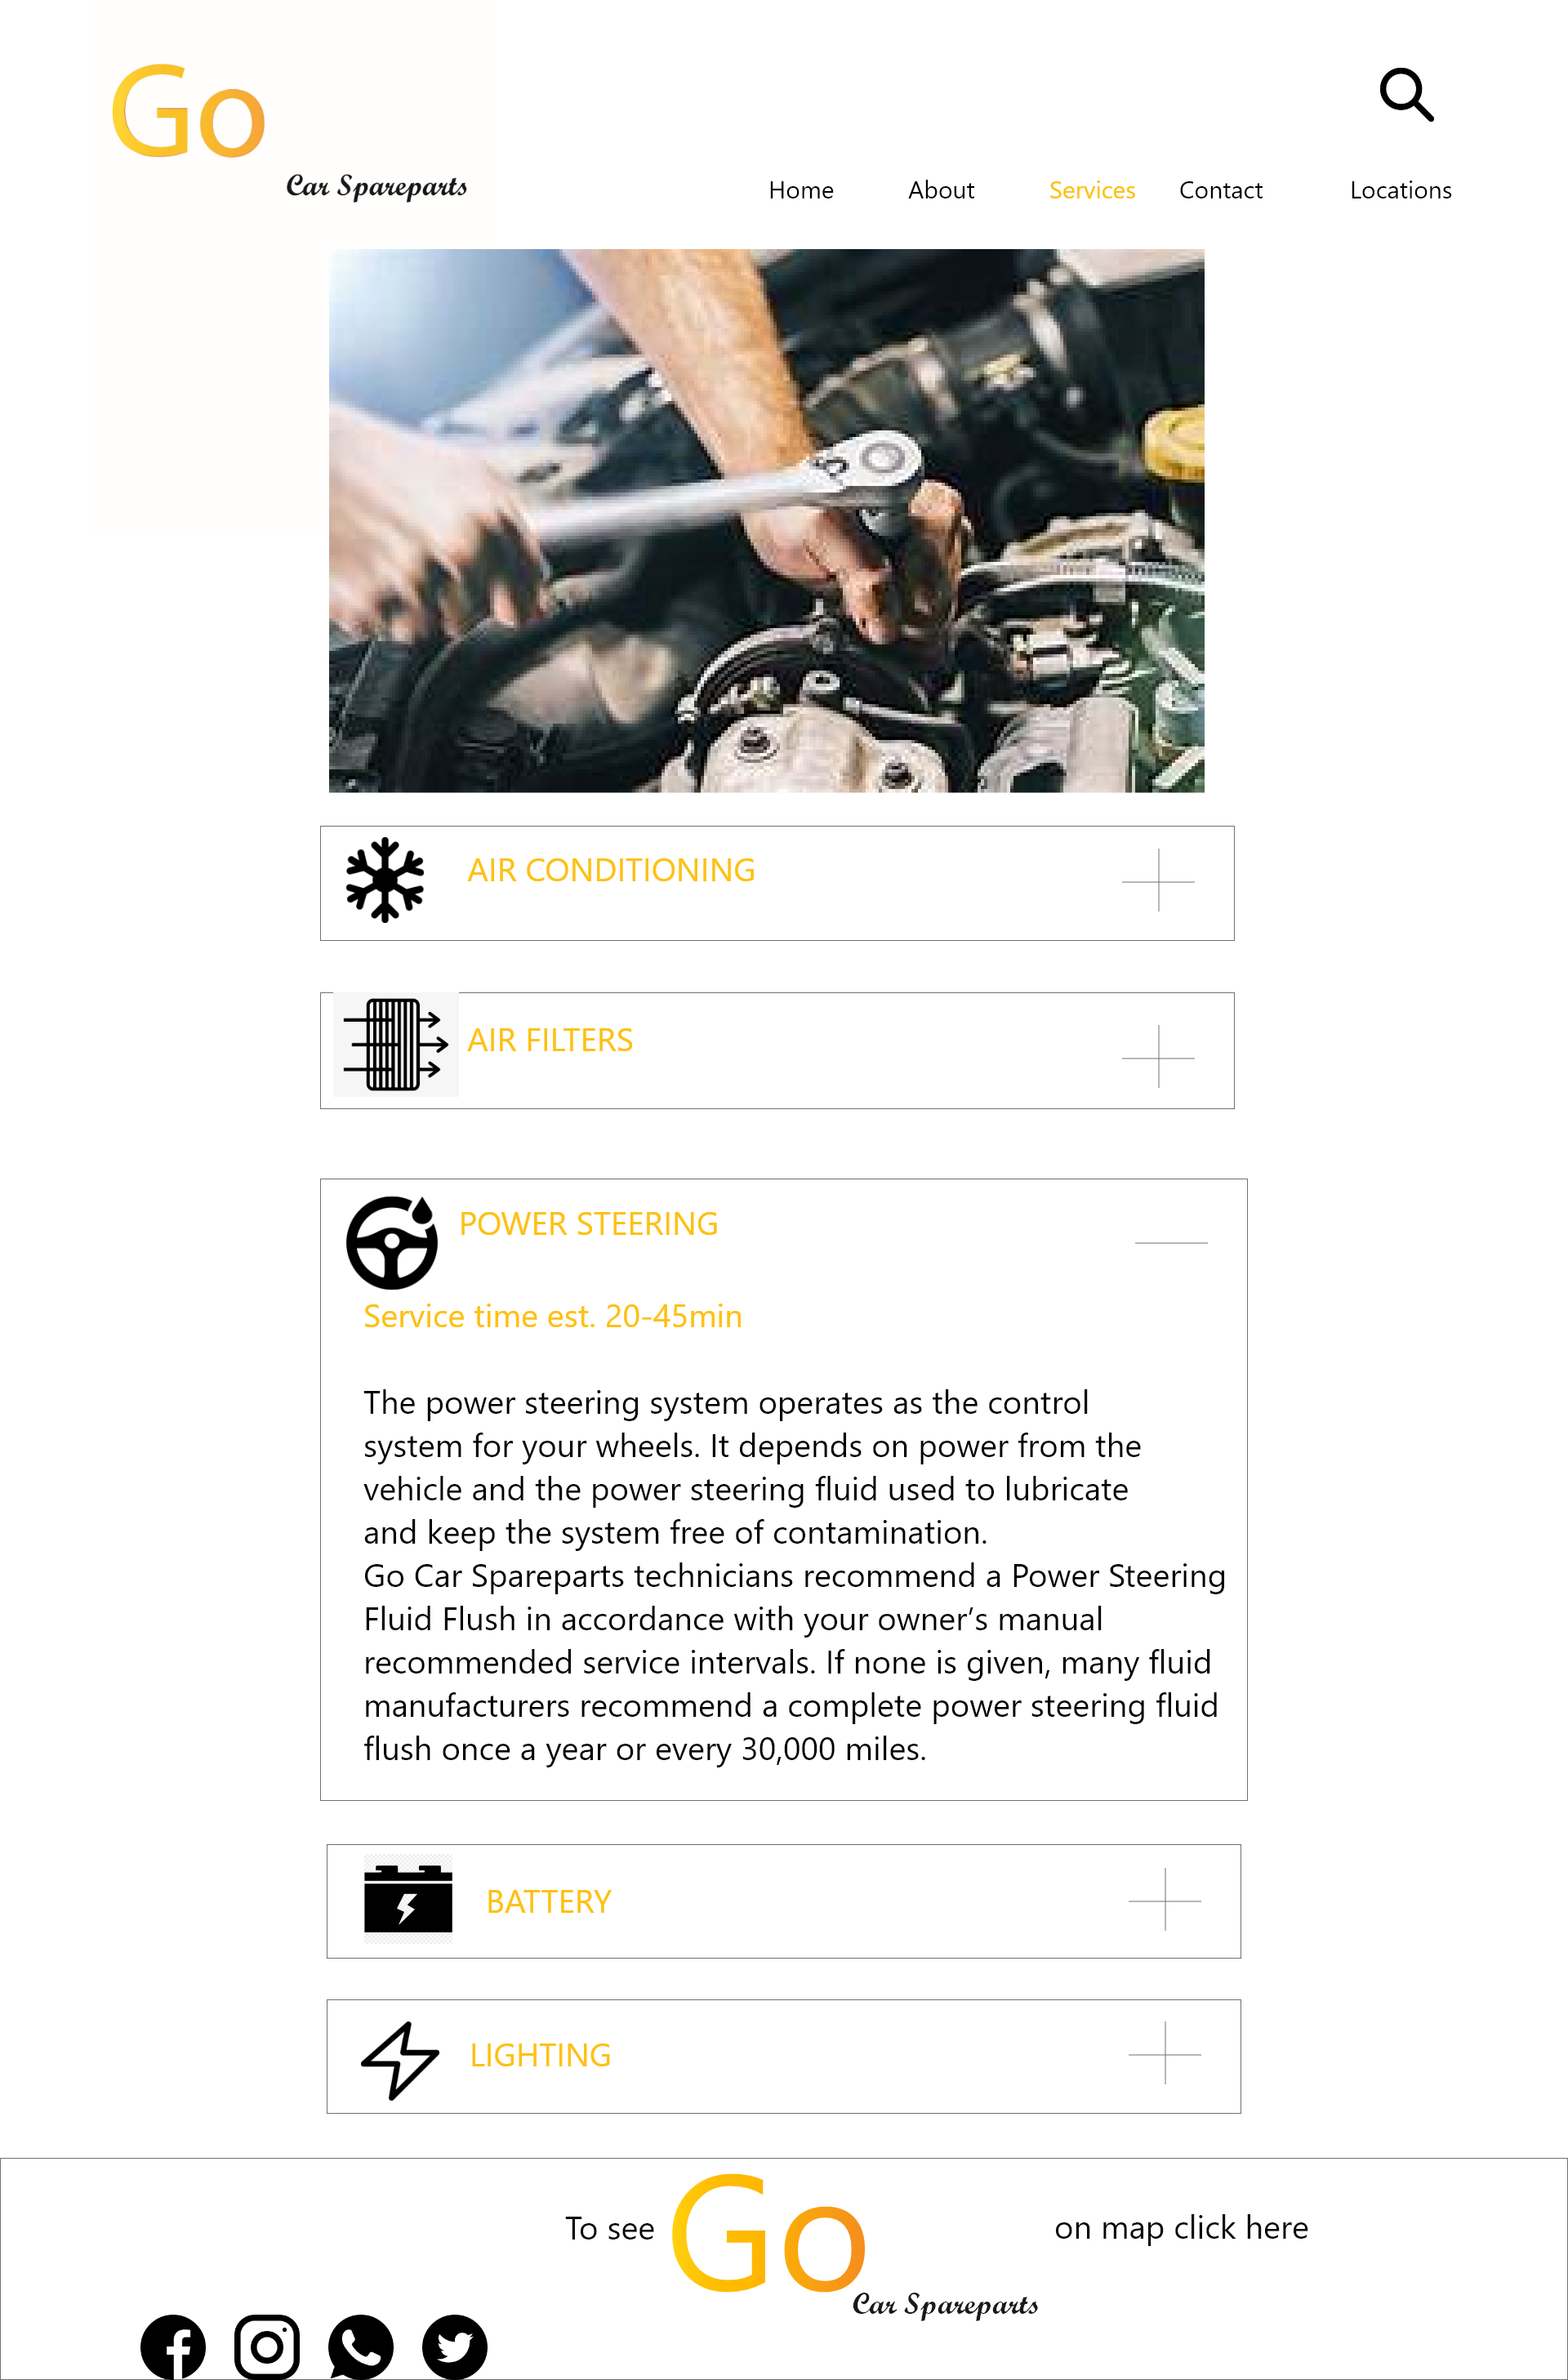 Go
Car Spareparts
Home About Services Contact Locations
AIR CONDITIONING
AIR FILTERS
POWER STEERING
Service time est. 20-45min
The power steering system operates as the control
system for your wheels. It depends on power from the
vehicle and the power steering fluid used to lubricate
and keep the system free of contamination.
Go Car Spareparts technicians recommend a Power Steering
Fluid Flush in accordance with your owner’s manual
recommended service intervals. If none is given, many fluid
manufacturers recommend a complete power steering fluid
flush once a year or every 30,000 miles.
BATTERY
LIGHTING
To see Go on map click here
Car Spareparts